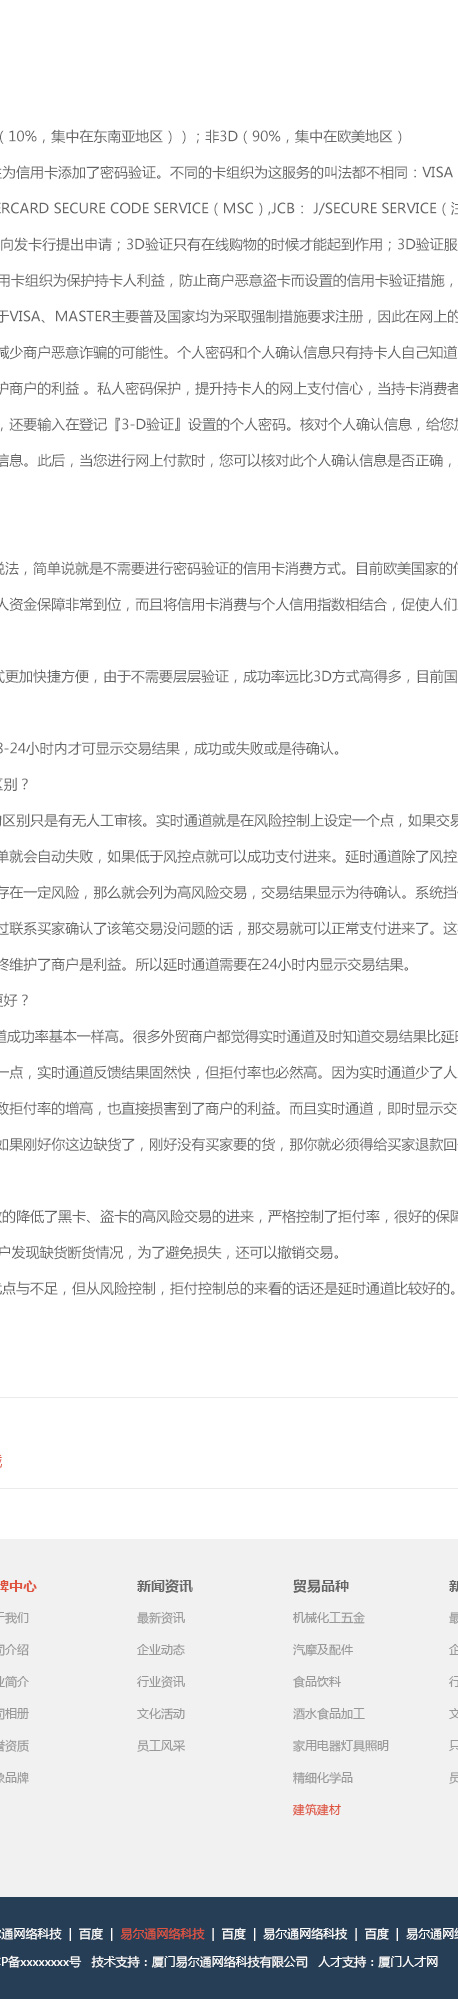 （10%，集中在东南亚地区））；非3D（90%，集中在欧美地区）
为信用卡添加了密码验证。不同的卡组织为这服务的叫法都不相同：VISA
ERCARD SECURE CODE SERVICE（MSC）,JCB： J/SECURE SERVICE（注
向发卡行提出申请；3D验证只有在线购物的时候才能起到作用；3D验证服
用卡组织为保护持卡人利益，防止商户恶意盗卡而设置的信用卡验证措施，
于VISA、MASTER主要普及国家均为采取强制措施要求注册，因此在网上的
减少商户恶意诈骗的可能性。个人密码和个人确认信息只有持卡人自己知道
护商户的利益 。私人密码保护，提升持卡人的网上支付信心，当持卡消费者
，还要输入在登记『3-D验证』设置的个人密码。核对个人确认信息，给您
信息。此后，当您进行网上付款时，您可以核对此个人确认信息是否正确，
说法，简单说就是不需要进行密码验证的信用卡消费方式。目前欧美国家的信
人资金保障非常到位，而且将信用卡消费与个人信用指数相结合，促使人们
式更加快捷方便，由于不需要层层验证，成功率远比3D方式高得多，目前国
3-24小时内才可显示交易结果，成功或失败或是待确认。
区别？
的区别只是有无人工审核。实时通道就是在风险控制上设定一个点，如果交易
单就会自动失败，如果低于风控点就可以成功支付进来。延时通道除了风控
存在一定风险，那么就会列为高风险交易，交易结果显示为待确认。系统挡
过联系买家确认了该笔交易没问题的话，那交易就可以正常支付进来了。这
终维护了商户是利益。所以延时通道需要在24小时内显示交易结果。
更好？
道成功率基本一样高。很多外贸商户都觉得实时通道及时知道交易结果比延时
一点，实时通道反馈结果固然快，但拒付率也必然高。因为实时通道少了人
致拒付率的增高，也直接损害到了商户的利益。而且实时通道，即时显示交
如果刚好你这边缺货了，刚好没有买家要的货，那你就必须得给买家退款回
效的降低了黑卡、盗卡的高风险交易的进来，严格控制了拒付率，很好的保障
户发现缺货断货情况，为了避免损失，还可以撤销交易。
优点与不足，但从风险控制，拒付控制总的来看的话还是延时通道比较好的。
牌中心
于我们
司介绍
业简介
司相册
誉资质
象品牌
新闻资讯
最新资讯
企业动态
行业资讯
文化活动
员工风采
贸易品种
机械化工五金
汽摩及配件
食品饮料
酒水食品加工
家用电器灯具照明
精细化学品
建筑建材
新
最
企
行
文
只
员
尔通网络科技 | 百度 | 易尔通网络科技 | 百度 | 易尔通网络科技 | 百度 | 易尔通网络
CP备xxxxxxxx号 技术支持：厦门易尔通网络科技有限公司 人才支持：厦门人才网